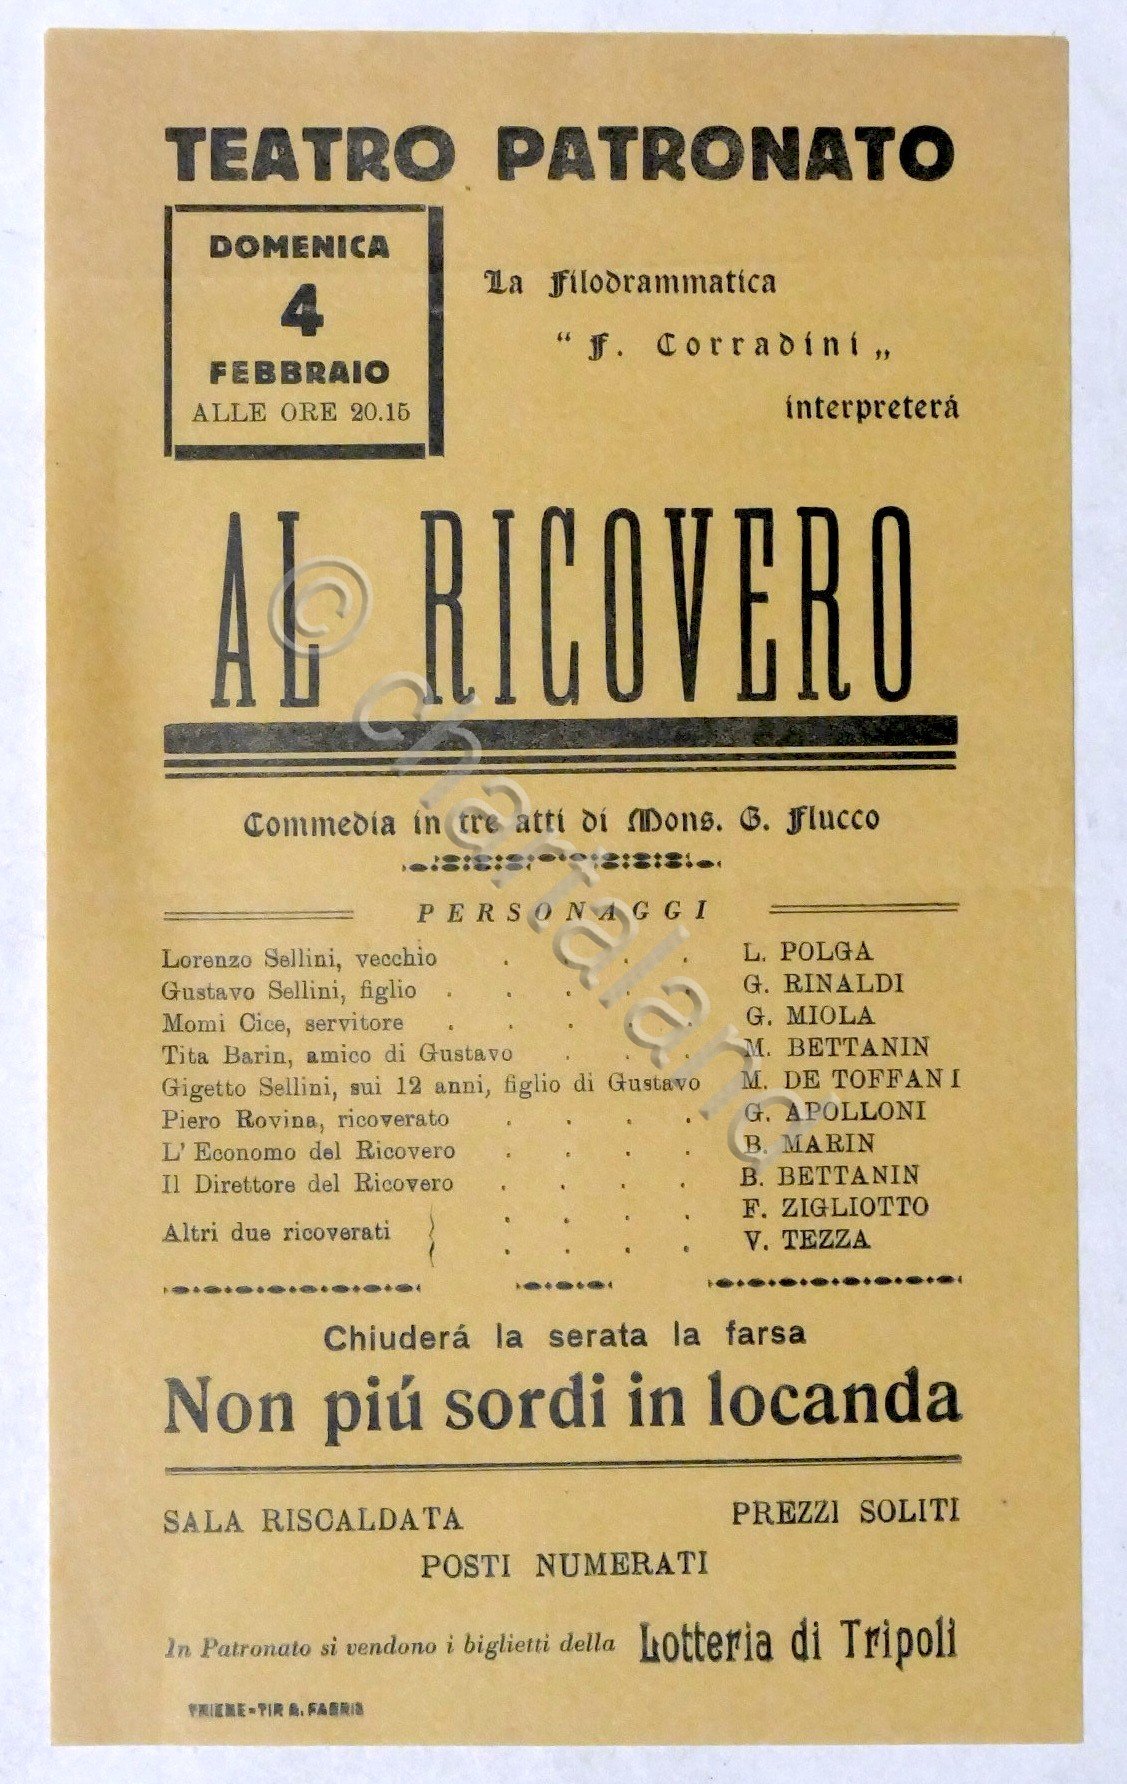 TEATRO PATRONATO
DOMENICA
4
FEBBRAIO
ALLE ORE 20.15
La Filodrammatica
“ F. Corradini „
interpreterá
AL RICOVERO
Commedia in tre atti di Mons. G. Flucco
PERSONAGGI
Lorenzo Sellini, vecchio . . . . L. POLGA
Gustavo Sellini, figlio . . . . . G. RINALDI
Momi Cice, servitore . . . . . G. MIOLA
Tita Barin, amico di Gustavo . . . M. BETTANIN
Gigetto Sellini, sui 12 anni, figlio di Gustavo M. DE TOFFANI
Piero Rovina, ricoverato . . . . G. APOLLONI
L' Economo del Ricovero . . . . B. MARIN
Il Direttore del Ricovero . . . . B. BETTANIN
Altri due ricoverati { . . . . F. ZIGLIOTTO
. . . . V. TEZZA
Chiuderá la serata la farsa
Non piú sordi in locanda
SALA RISCALDATA PREZZI SOLITI
POSTI NUMERATI
In Patronato si vendono i biglietti della Lotteria di Tripoli
THIENE-TIP G. FABRIS
© chartaland